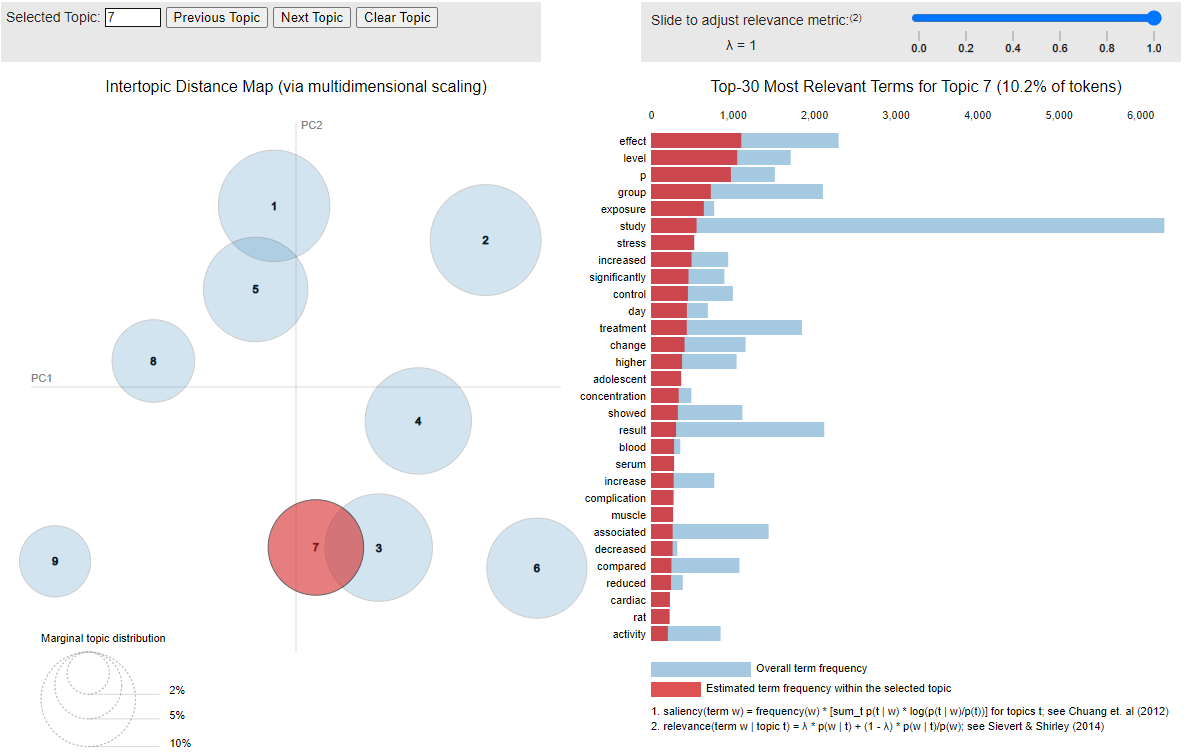 Selected Topic: 7 Previous Topic Next Topic Clear Topic
Slide to adjust relevance metric:(2)
λ = 1
0.0 0.2 0.4 0.6 0.8 1.0
Intertopic Distance Map (via multidimensional scaling)
PC2
PC1
1
2
5
8
4
7
3
6
9
Marginal topic distribution
2%
5%
10%
Top-30 Most Relevant Terms for Topic 7 (10.2% of tokens)
0 1,000 2,000 3,000 4,000 5,000 6,000
effect
level
p
group
exposure
study
stress
increased
significantly
control
day
treatment
change
higher
adolescent
concentration
showed
result
blood
serum
increase
complication
muscle
associated
decreased
compared
reduced
cardiac
rat
activity
Overall term frequency
Estimated term frequency within the selected topic
1. saliency(term w) = frequency(w) * [sum_t p(t | w) * log(p(t | w)/p(t))] for topics t; see Chuang et. al (2012)
2. relevance(term w | topic t) = λ * p(w | t) + (1 - λ) * p(w | t)/p(w); see Sievert & Shirley (2014)